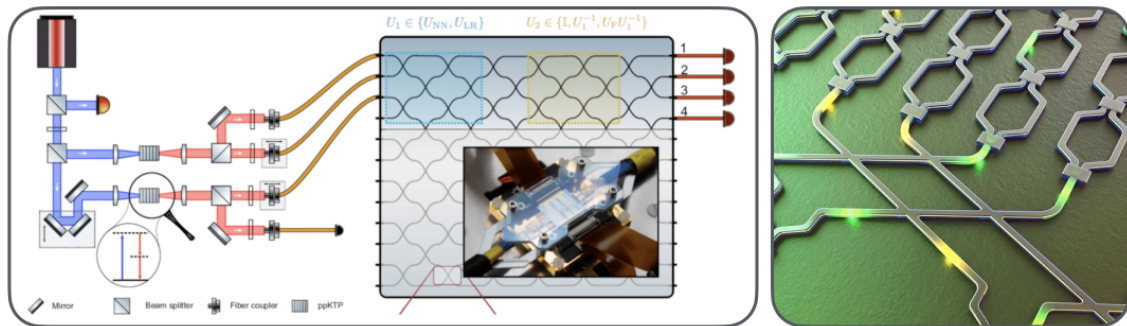 U₁ ∈ {U_NN, U_LR}
U₂ ∈ {𝕀, U₁⁻¹, U_F U₁⁻¹}
1
2
3
4
Mirror
Beam splitter
Fiber coupler
ppKTP